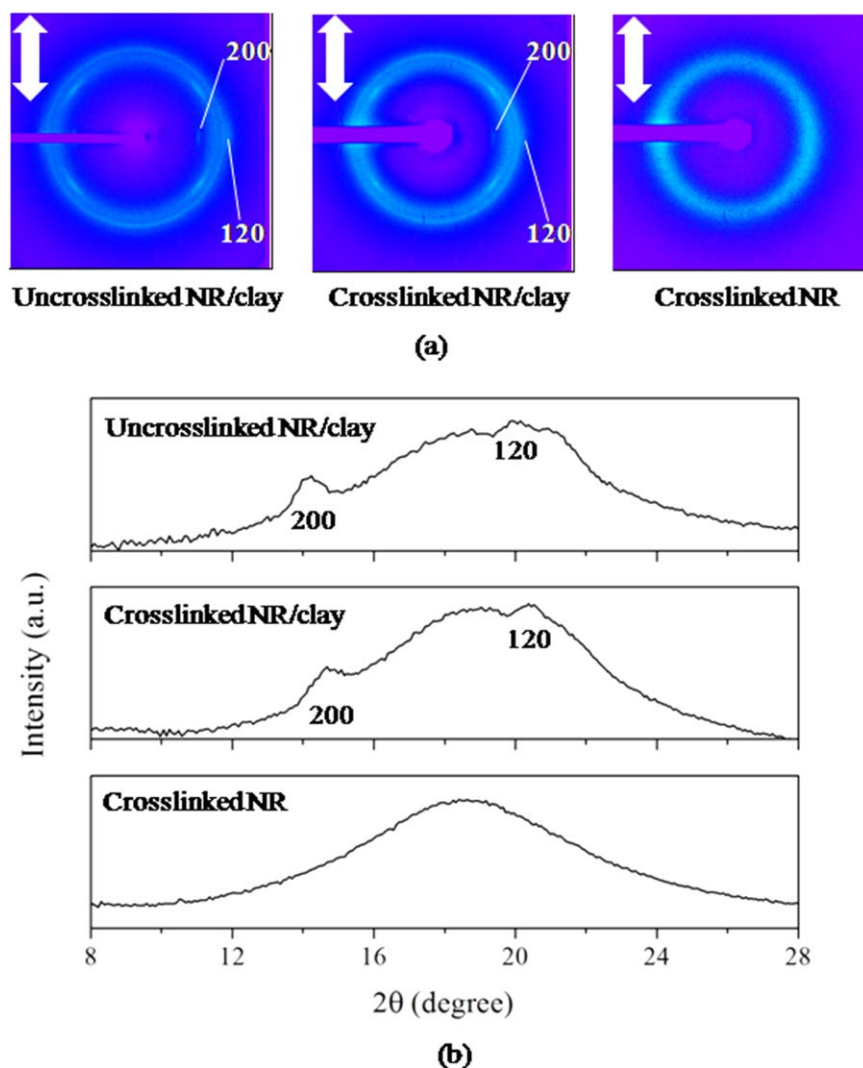 200
120
200
120
Uncrosslinked NR/clay
Crosslinked NR/clay
Crosslinked NR
(a)
Uncrosslinked NR/clay
200
120
Crosslinked NR/clay
200
120
Crosslinked NR
Intensity (a.u.)
8 12 16 20 24 28
2θ (degree)
(b)